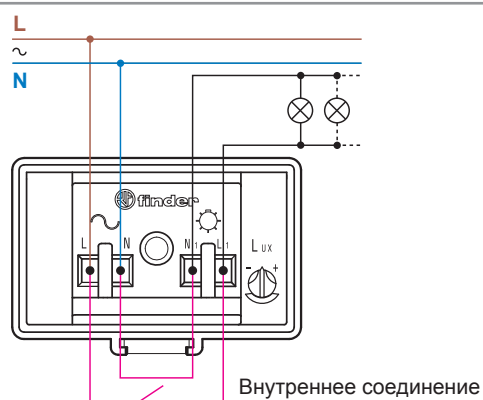 L
N
finder
L N N1 L1 LUX
- +
Внутреннее соединение